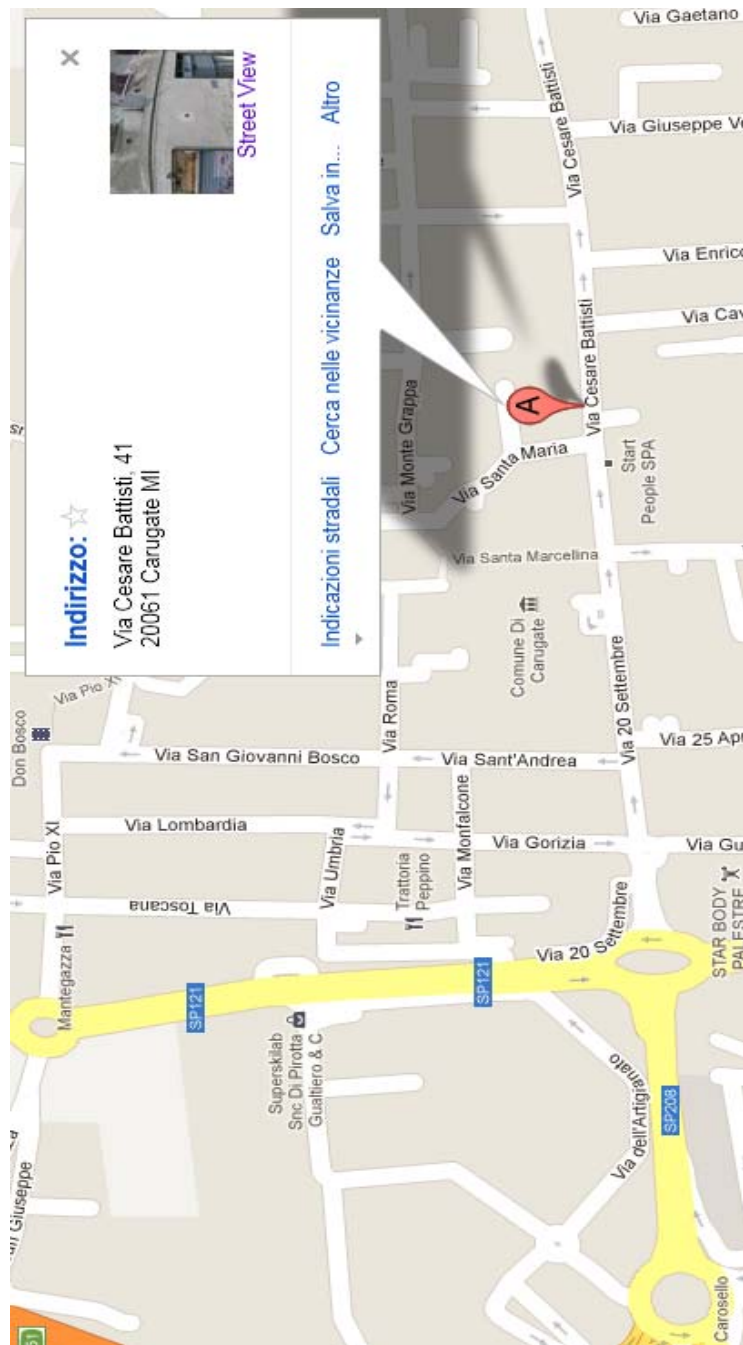 Indirizzo:
Via Cesare Battisti, 41
20061 Carugate MI
Street View
Indicazioni stradali Cerca nelle vicinanze Salva in... Altro
A
Don Bosco
Via Pio XI
Via Pio XI
Mantegazza
Giuseppe
Via San Giovanni Bosco
Via Lombardia
Via Toscana
Via Umbria
Via Roma
Via Monte Grappa
Via Santa Maria
Via Santa Marcellina
Trattoria
Peppino
Via Monfalcone
Via Sant'Andrea
Via Gorizia
SP121
SP121
Superskilab
Snc Di Pirotta
Gualtiero & C
Comune Di
Carugate
Start
People SPA
Via Cesare Battisti
Via Cesare Battisti
Via Cesare Battisti
Via 20 Settembre
Via 20 Settembre
Via dell'Artigianato
SP208
Carosello
STAR BODY
PALESTRE
Via Gu
Via 25 Apr
Via Cav
Via Enrico
Via Giuseppe Ve
Via Gaetano